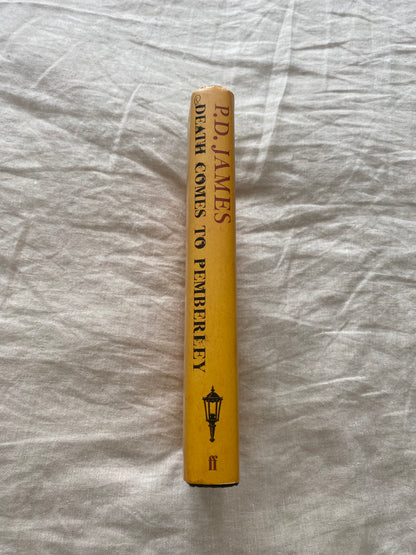 P.D. JAMES
DEATH COMES TO PEMBERLEY
ff